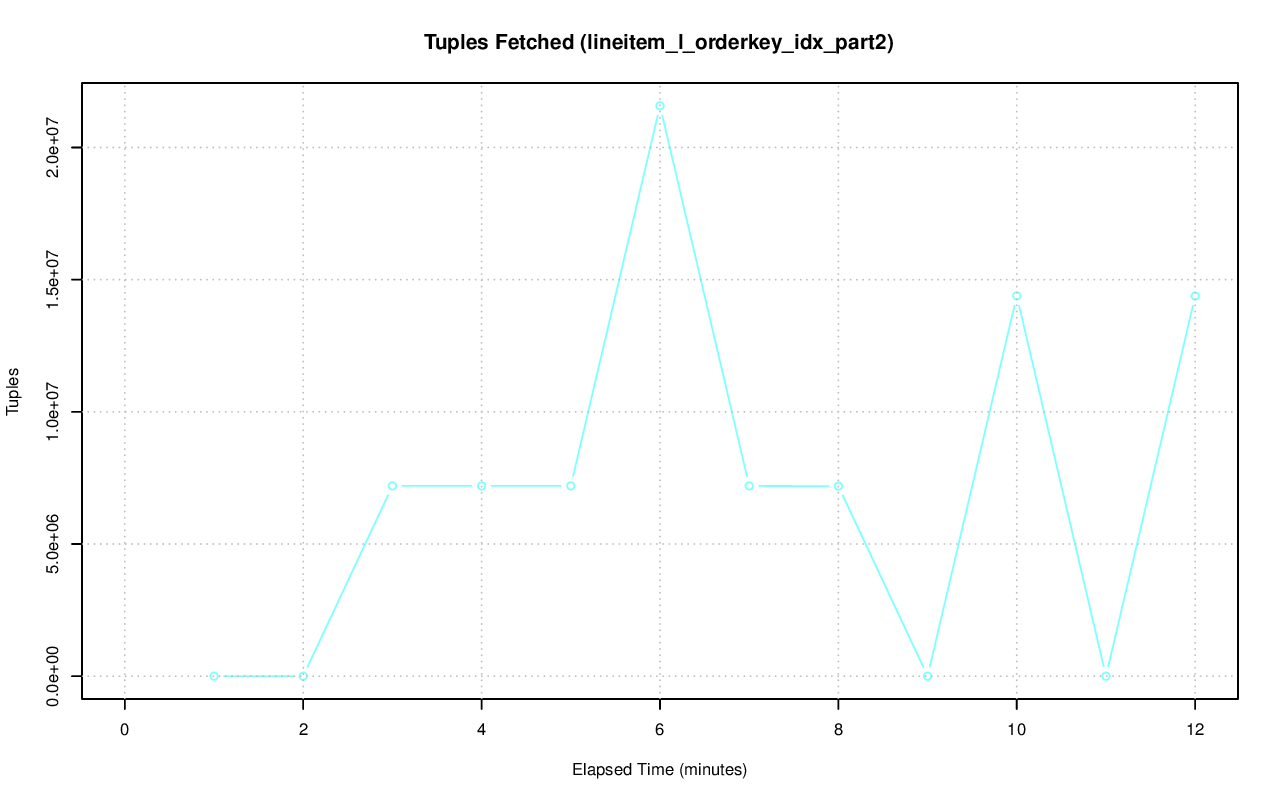 Tuples Fetched (lineitem_l_orderkey_idx_part2)
2.0e+07
1.5e+07
1.0e+07
5.0e+06
0.0e+00
Tuples
0 2 4 6 8 10 12
Elapsed Time (minutes)